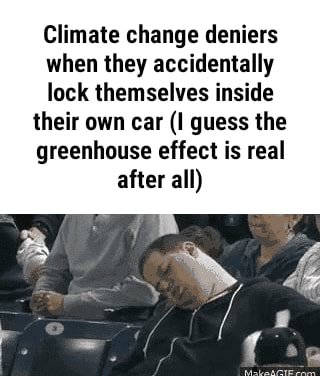 Climate change deniers
when they accidentally
lock themselves inside
their own car (I guess the
greenhouse effect is real
after all)
MakeAGIF.com